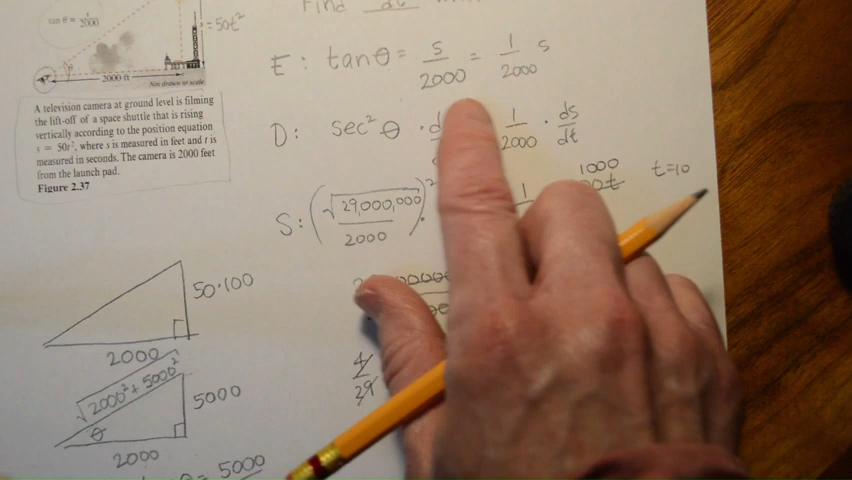 Find dt
tan θ = s/2000
s = 50t²
2000 ft
Not drawn to scale
A television camera at ground level is filming
the lift-off of a space shuttle that is rising
vertically according to the position equation
s = 50t², where s is measured in feet and t is
measured in seconds. The camera is 2000 feet
from the launch pad.
Figure 2.37
E: tanθ = s/2000 = 1/2000 s
D: sec² θ · 1/2000 · ds/dt
S: (√29,000,000/2000)² · 1 1000 t=10
50·100
2000
√2000² + 5000²
5000
θ
2000
= 5000
4
29